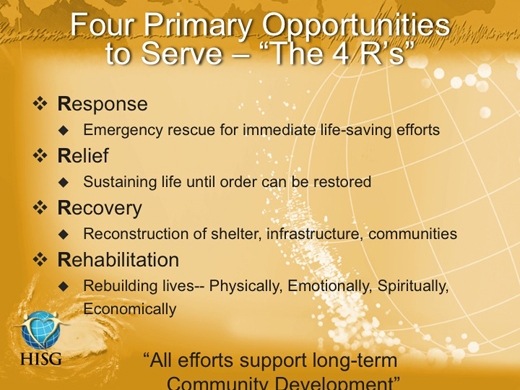 Four Primary Opportunities
to Serve – “The 4 R’s”
❖ Response
◆ Emergency rescue for immediate life-saving efforts
❖ Relief
◆ Sustaining life until order can be restored
❖ Recovery
◆ Reconstruction of shelter, infrastructure, communities
❖ Rehabilitation
◆ Rebuilding lives-- Physically, Emotionally, Spiritually,
Economically
HISG
“All efforts support long-term
Community Development”